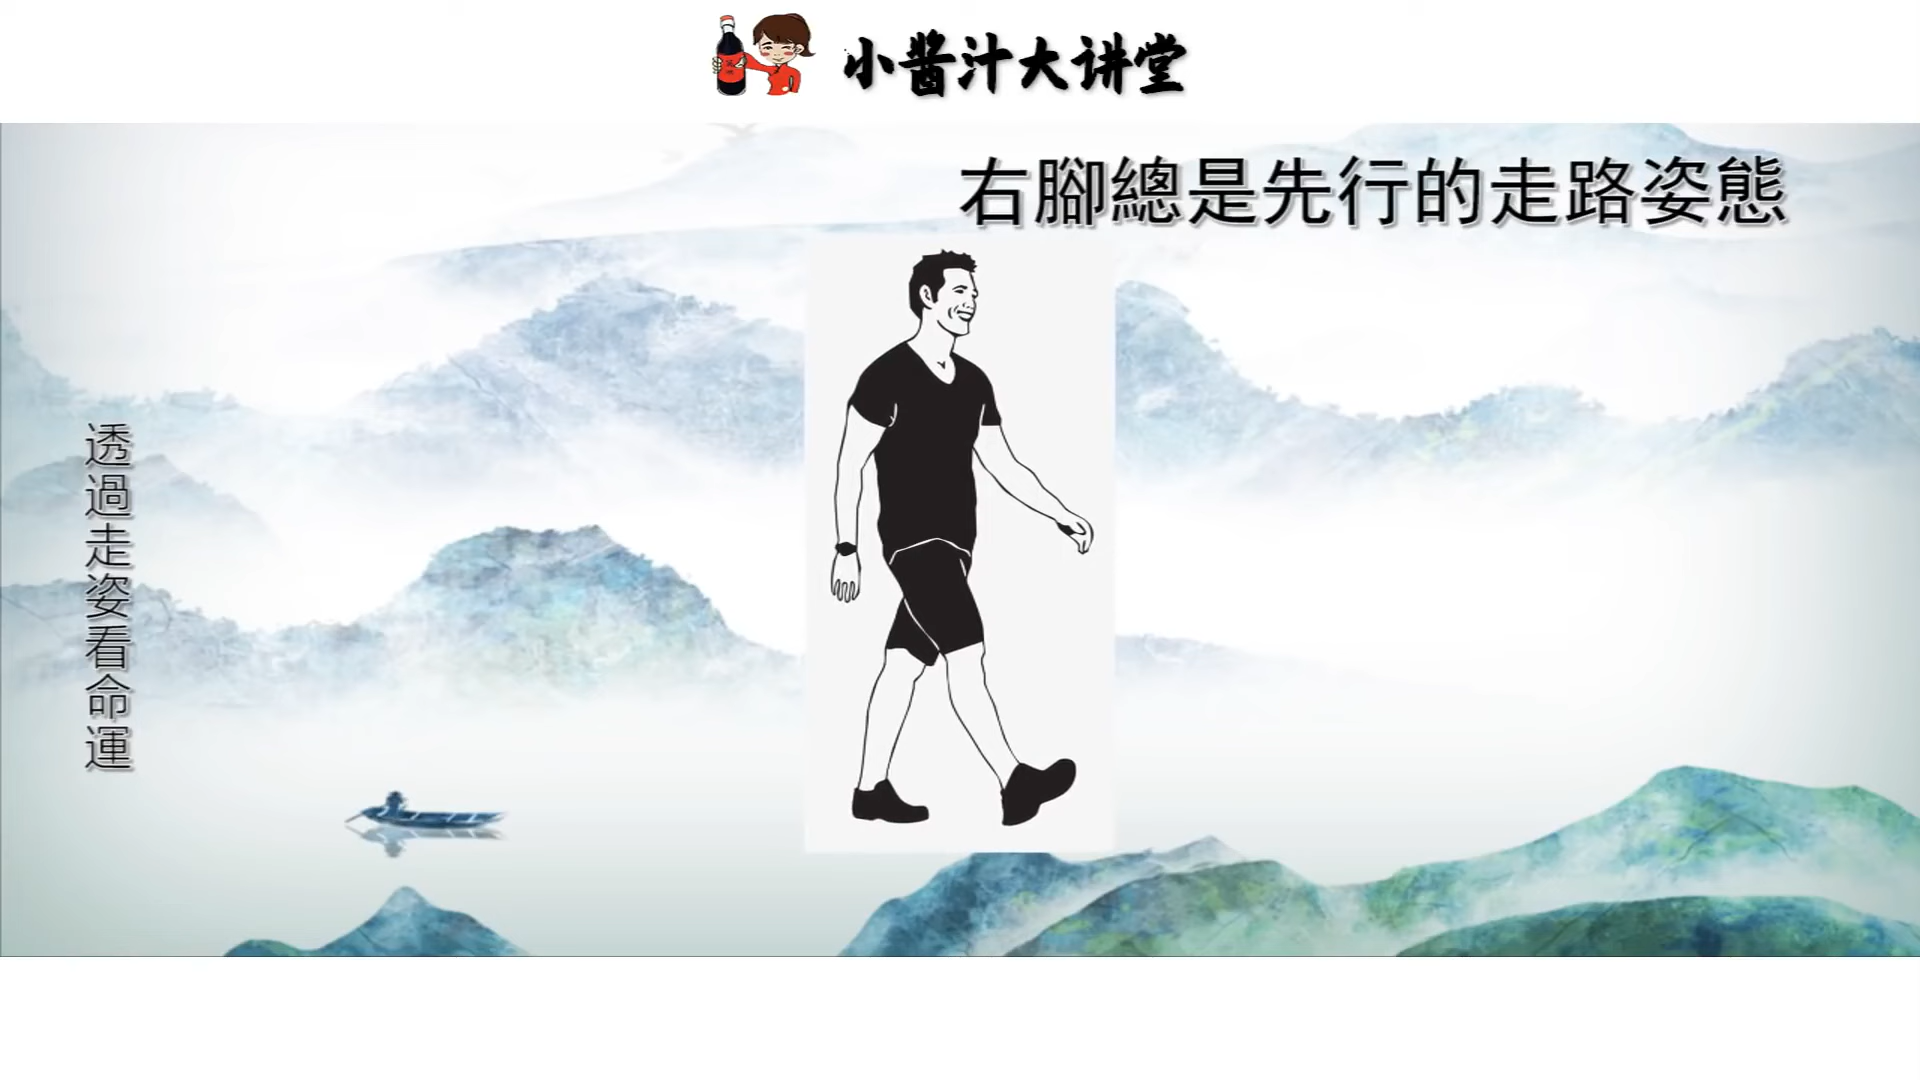 小酱汁大讲堂
右腳總是先行的走路姿態
透過走姿看命運